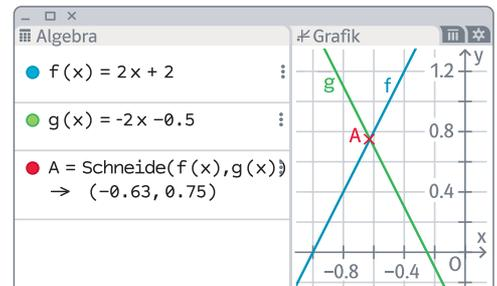 Algebra
f(x) = 2x + 2
g(x) = -2x -0.5
A = Schneide(f(x),g(x))
→ (-0.63, 0.75)
Grafik
y
1.2
g
f
A
0.8
0.4
x
-0.8
-0.4
O